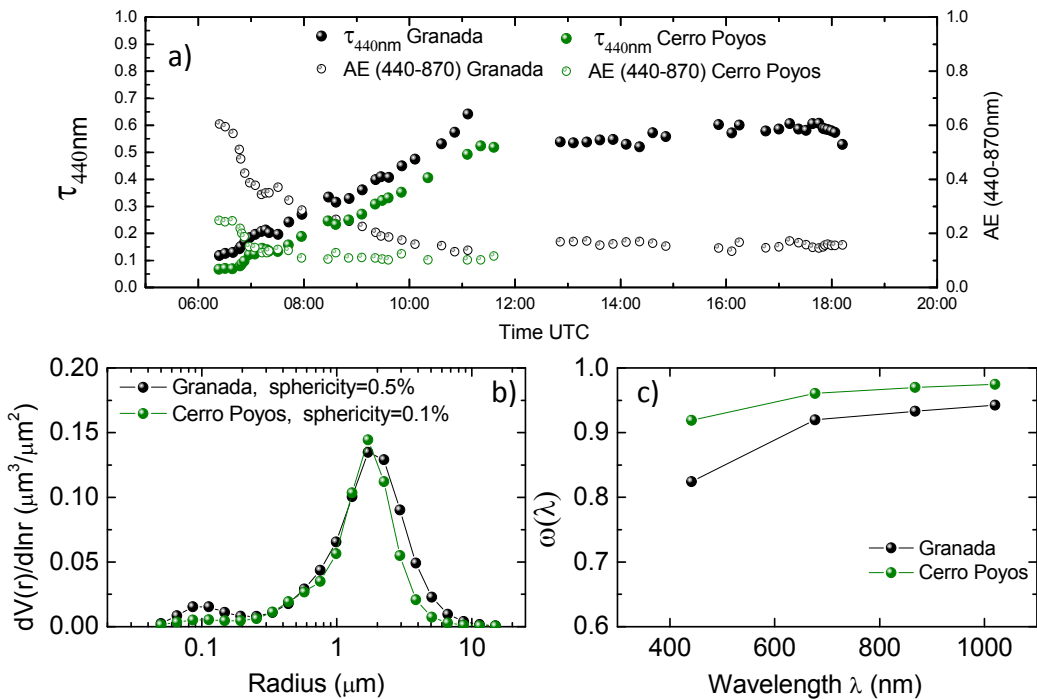 a)
τ440nm Granada
τ440nm Cerro Poyos
AE (440-870) Granada
AE (440-870) Cerro Poyos
1.0
0.9
0.8
0.7
0.6
0.5
0.4
0.3
0.2
0.1
0.0
τ440nm
1.0
0.8
0.6
0.4
0.2
0.0
AE (440-870nm)
06:00 08:00 10:00 12:00 14:00 16:00 18:00 20:00
Time UTC
b)
Granada, sphericity=0.5%
Cerro Poyos, sphericity=0.1%
0.20
0.15
0.10
0.05
0.00
dV(r)/dlnr (μm3/μm2)
0.1 1 10
Radius (μm)
c)
1.0
0.9
0.8
0.7
0.6
ω(λ)
Granada
Cerro Poyos
400 600 800 1000
Wavelength λ (nm)